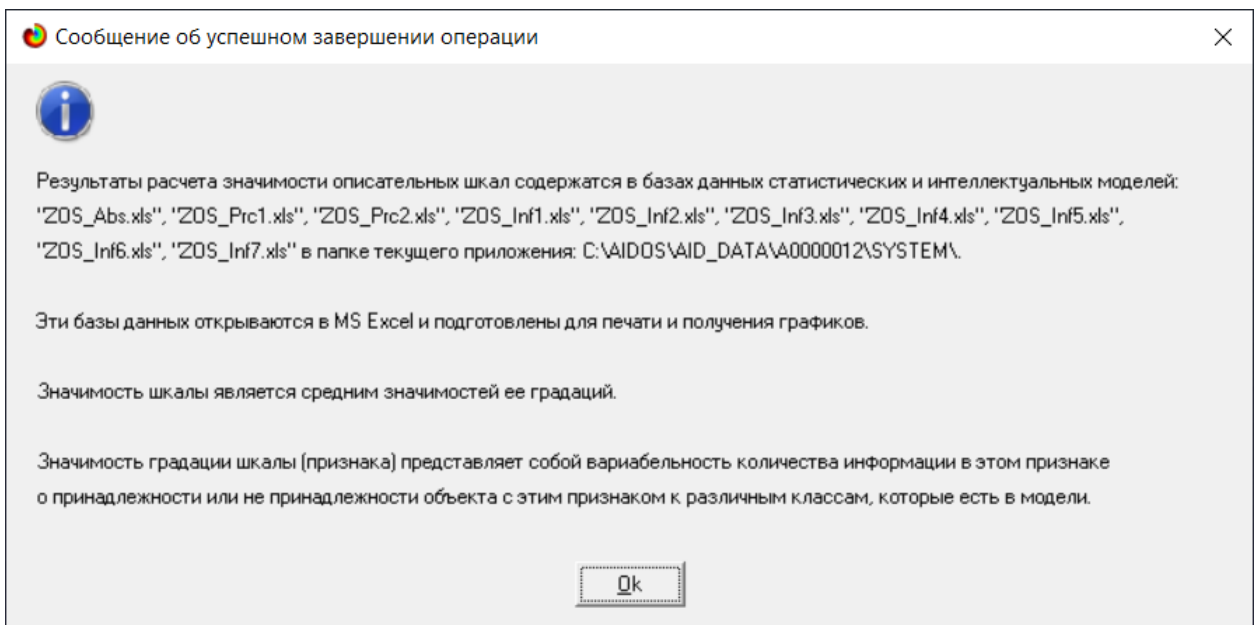 Сообщение об успешном завершении операции
Результаты расчета значимости описательных шкал содержатся в базах данных статистических и интеллектуальных моделей:
"ZOS_Abs.xls", "ZOS_Prc1.xls", "ZOS_Prc2.xls", "ZOS_Inf1.xls", "ZOS_Inf2.xls", "ZOS_Inf3.xls", "ZOS_Inf4.xls", "ZOS_Inf5.xls",
"ZOS_Inf6.xls", "ZOS_Inf7.xls" в папке текущего приложения: C:\AIDOS\AID_DATA\A0000012\SYSTEM\.
Эти базы данных открываются в MS Excel и подготовлены для печати и получения графиков.
Значимость шкалы является средним значимостей ее градаций.
Значимость градации шкалы (признака) представляет собой вариабельность количества информации в этом признаке
о принадлежности или не принадлежности объекта с этим признаком к различным классам, которые есть в модели.
Ok